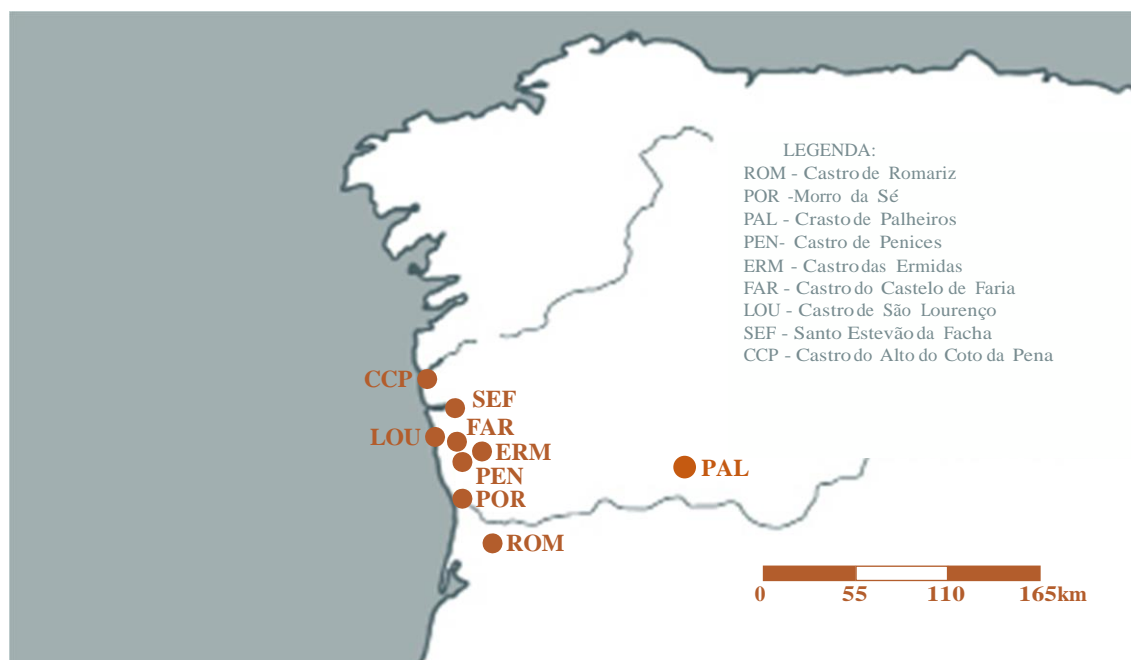 LEGENDA:
ROM - Castro de Romariz
POR -Morro da Sé
PAL - Crasto de Palheiros
PEN- Castro de Penices
ERM - Castro das Ermidas
FAR - Castro do Castelo de Faria
LOU - Castro de São Lourenço
SEF - Santo Estevão da Facha
CCP - Castro do Alto do Coto da Pena
CCP
SEF
FAR
LOU
ERM
PEN
PAL
POR
ROM
0 55 110 165km